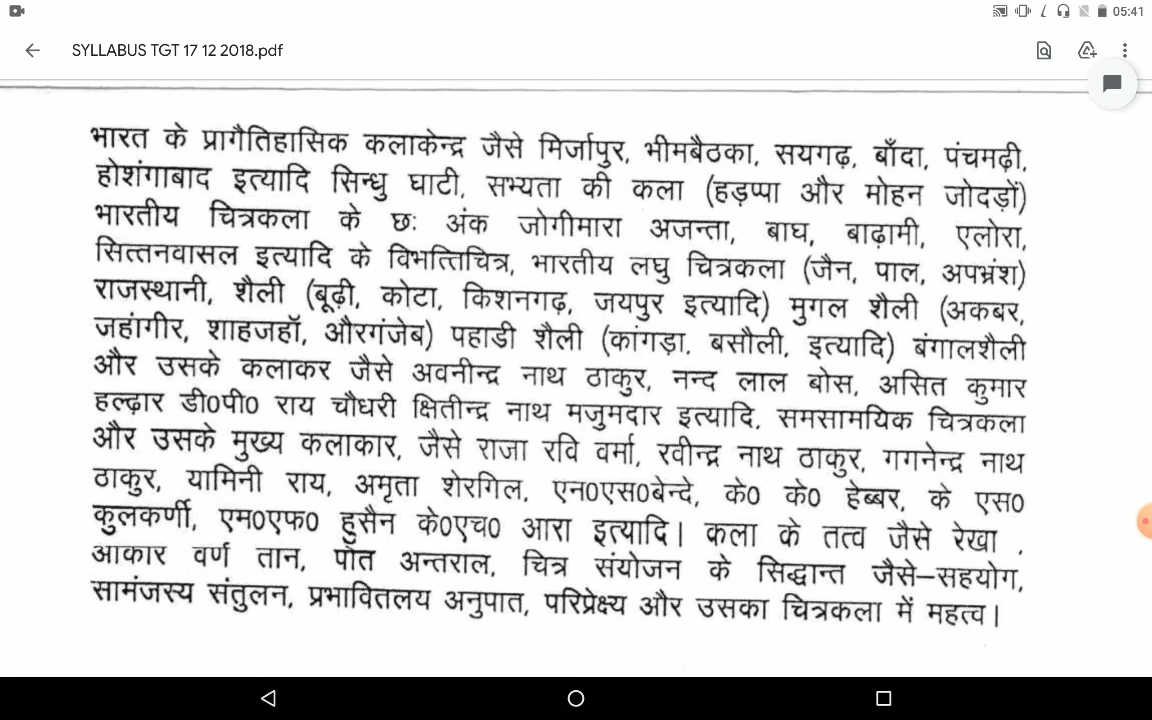 05:41
SYLLABUS TGT 17 12 2018.pdf
भारत के प्रागैतिहासिक कलाकेन्द्र जैसे मिर्जापुर, भीमबैठका, सयगढ़, बाँदा, पंचमढ़ी,
होशंगाबाद इत्यादि सिन्धु घाटी, सभ्यता की कला (हड़प्पा और मोहन जोदड़ों)
भारतीय चित्रकला के छः अंक जोगीमारा अजन्ता, बाघ, बाढ़ामी, एलोरा,
सित्तनवासल इत्यादि के विभत्तिचित्र, भारतीय लघु चित्रकला (जैन, पाल, अपभ्रंश)
राजस्थानी, शैली (बूढ़ी, कोटा, किशनगढ़, जयपुर इत्यादि) मुगल शैली (अकबर,
जहांगीर, शाहजहॉ, औरगंजेब) पहाडी शैली (कांगड़ा, बसौली, इत्यादि) बंगालशैली
और उसके कलाकर जैसे अवनीन्द्र नाथ ठाकुर, नन्द लाल बोस, असित कुमार
हल्ढ़ार डी0पी0 राय चौधरी क्षितीन्द्र नाथ मजुमदार इत्यादि, समसामयिक चित्रकला
और उसके मुख्य कलाकार, जैसे राजा रवि वर्मा, रवीन्द्र नाथ ठाकुर, गगनेन्द्र नाथ
ठाकुर, यामिनी राय, अमृता शेरगिल, एन0एस0बेन्दे, के0 के0 हेब्बर, के एस0
कुलकर्णी, एम0एफ0 हुसैन के0एच0 आरा इत्यादि। कला के तत्व जैसे रेखा ,
आकार वर्ण तान, पोत अन्तराल, चित्र संयोजन के सिद्धान्त जैसे–सहयोग,
सामंजस्य संतुलन, प्रभावितलय अनुपात, परिप्रेक्ष्य और उसका चित्रकला में महत्व।